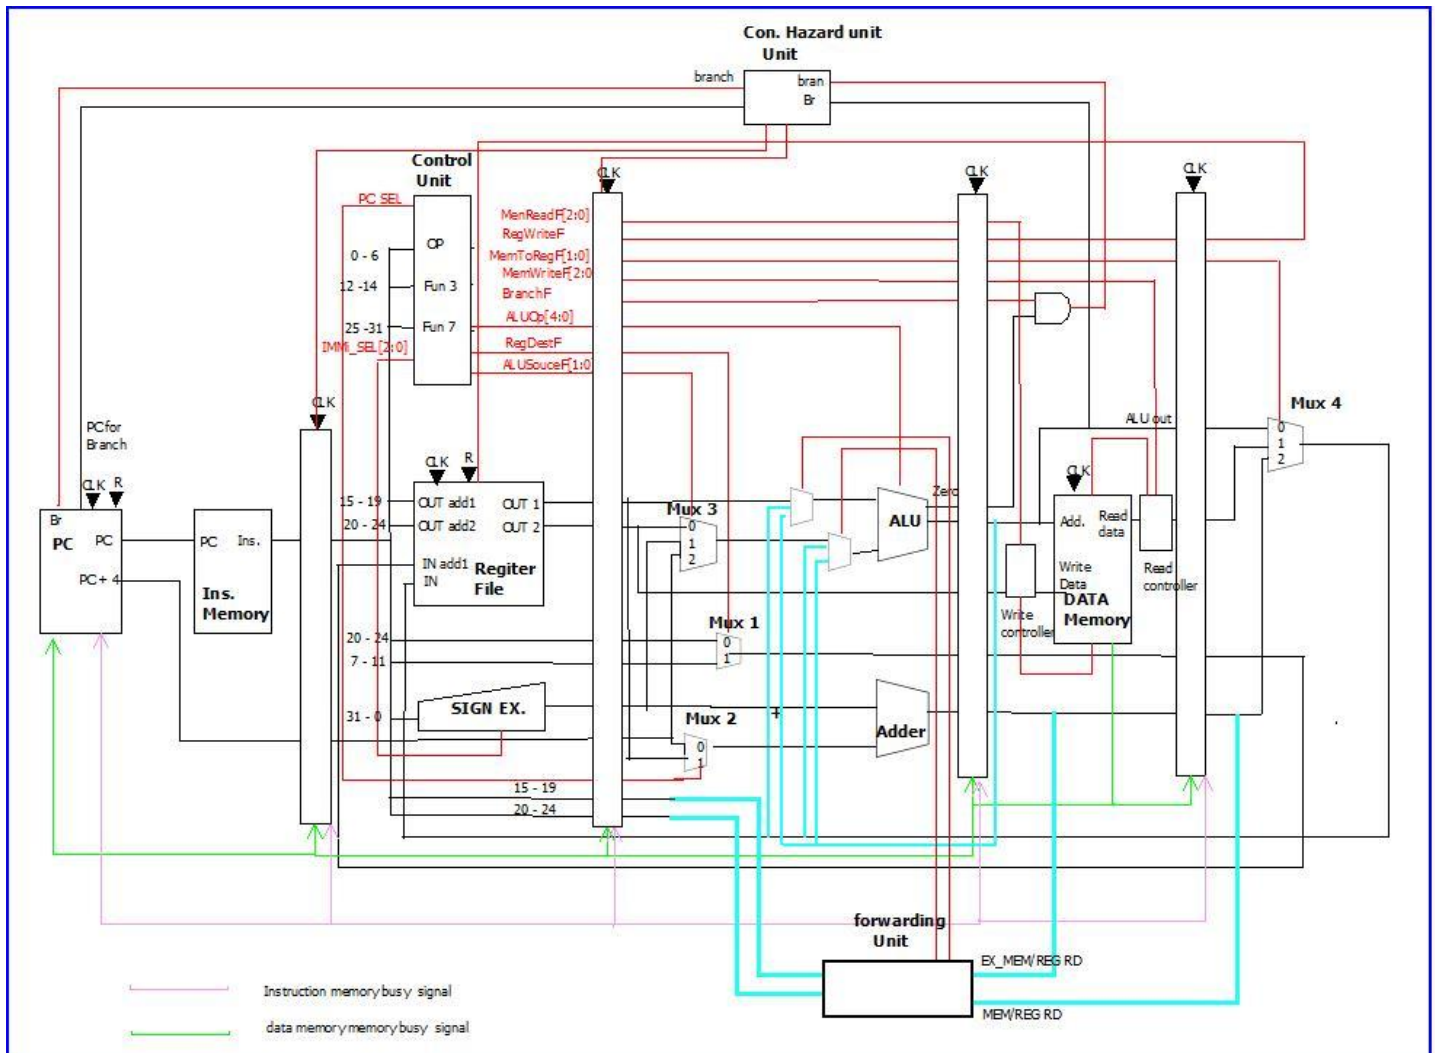 Con. Hazard unit
Unit
branch
bran
Br
Control
Unit
CLK
CLK
CLK
PC SEL
MenReadF[2:0]
RegWriteF
OP
0 - 6
MemToRegF[1:0]
MemWriteF[2:0
12 -14
Fun 3
BranchF
25 -31
Fun 7
ALUOp[4:0]
IMMi_SEL[2:0]
RegDestF
ALUSouceF[1:0
CLK
Mux 4
PC for
Branch
ALU out
0
1
2
CLK
R
CLK
R
CLK
15 - 19
OUT add1
OUT 1
Zero
20 - 24
OUT add2
OUT 2
Mux 3
0
1
2
ALU
Add.
Read
data
Br
PC
PC
PC
Ins.
IN add1
IN
Regiter
File
PC+ 4
Ins.
Memory
Write
Data
DATA
Memory
Read
controller
Write
controller
20 - 24
7 - 11
Mux 1
0
1
31 - 0
SIGN EX.
Mux 2
0
1
+
Adder
15 - 19
20 - 24
forwarding
Unit
EX_MEM/REG RD
MEM/REG RD
Instruction memory busy signal
data memory memory busy signal